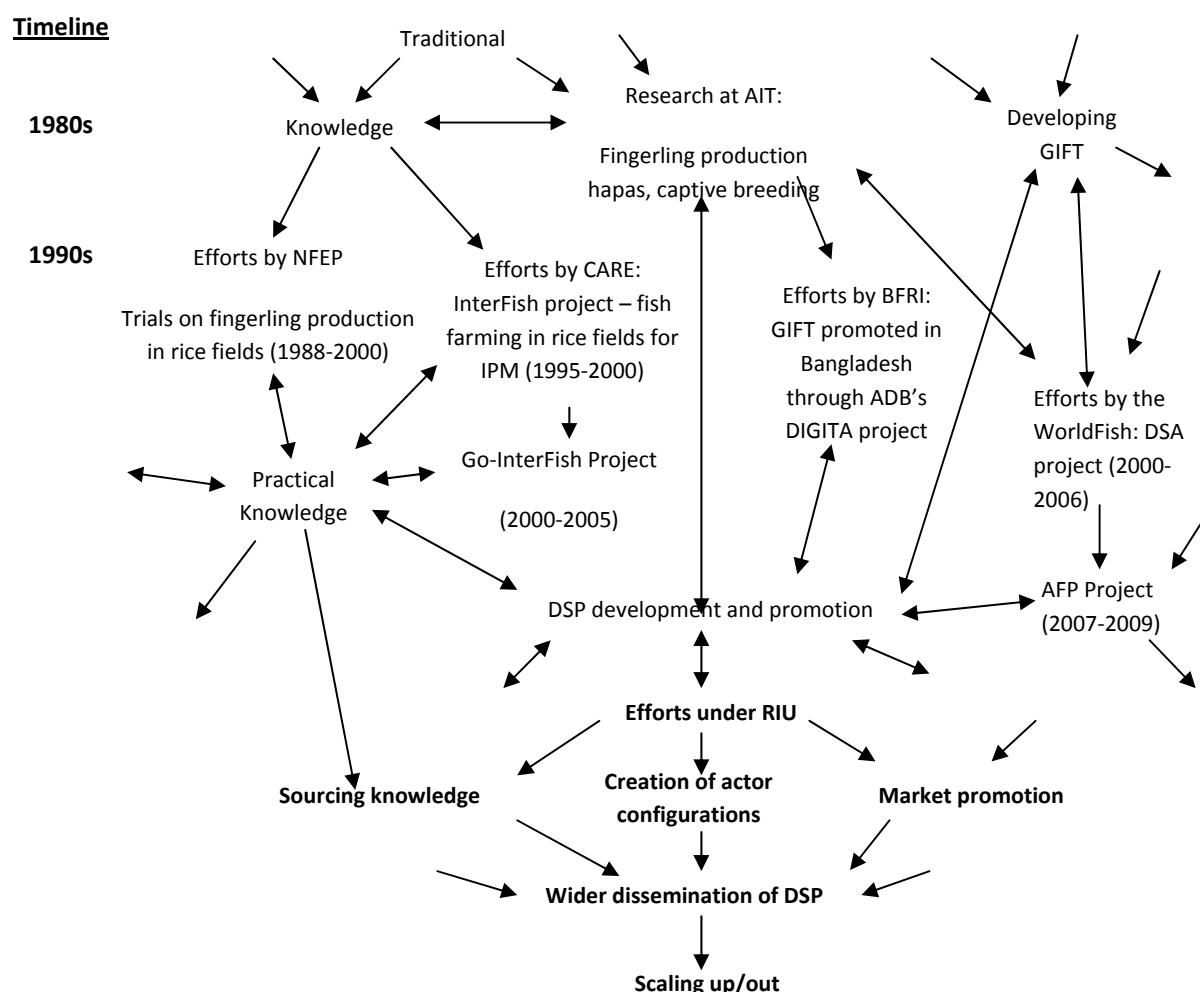 Timeline
Traditional
Research at AIT:
1980s
Knowledge
Developing
GIFT
Fingerling production
hapas, captive breeding
1990s
Efforts by NFEP
Trials on fingerling production
in rice fields (1988-2000)
Efforts by CARE:
InterFish project – fish
farming in rice fields for
IPM (1995-2000)
Efforts by BFRI:
GIFT promoted in
Bangladesh
through ADB’s
DIGITA project
Efforts by the
WorldFish: DSA
project (2000-
2006)
Practical
Knowledge
Go-InterFish Project
(2000-2005)
DSP development and promotion
AFP Project
(2007-2009)
Efforts under RIU
Sourcing knowledge
Creation of actor
configurations
Market promotion
Wider dissemination of DSP
Scaling up/out